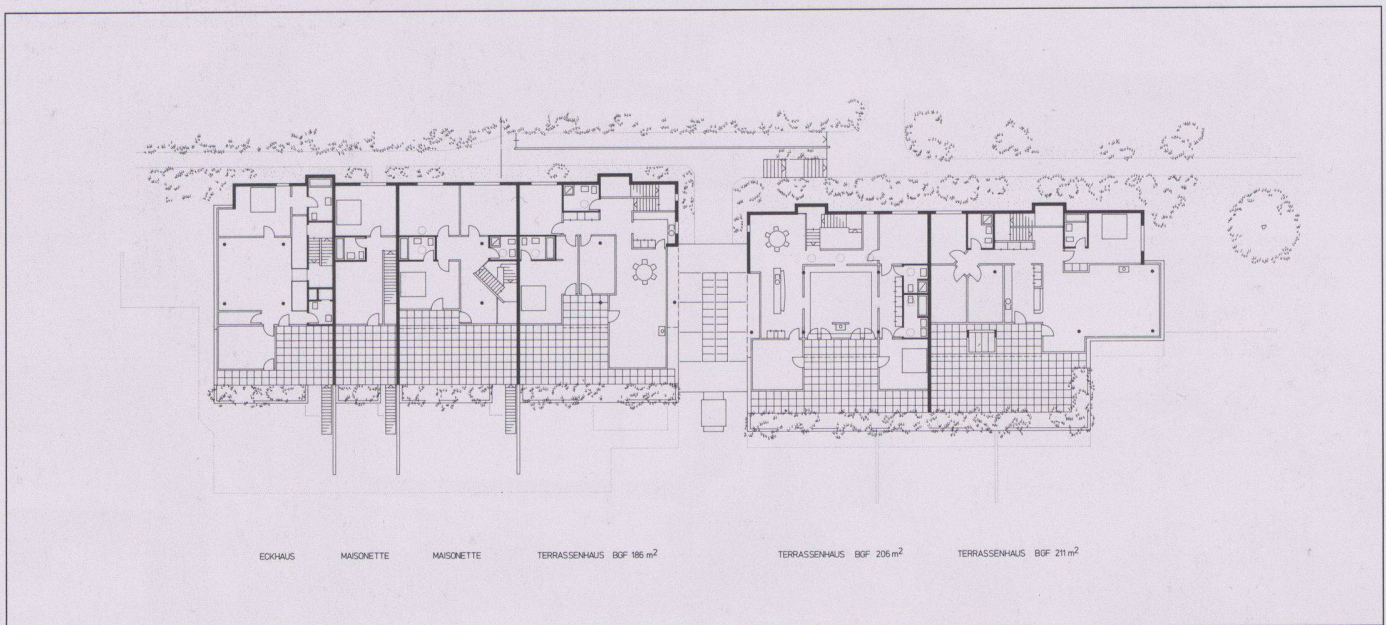 ECKHAUS MAISONETTE MAISONETTE TERRASSENHAUS BGF 186 m² TERRASSENHAUS BGF 206 m² TERRASSENHAUS BGF 211 m²